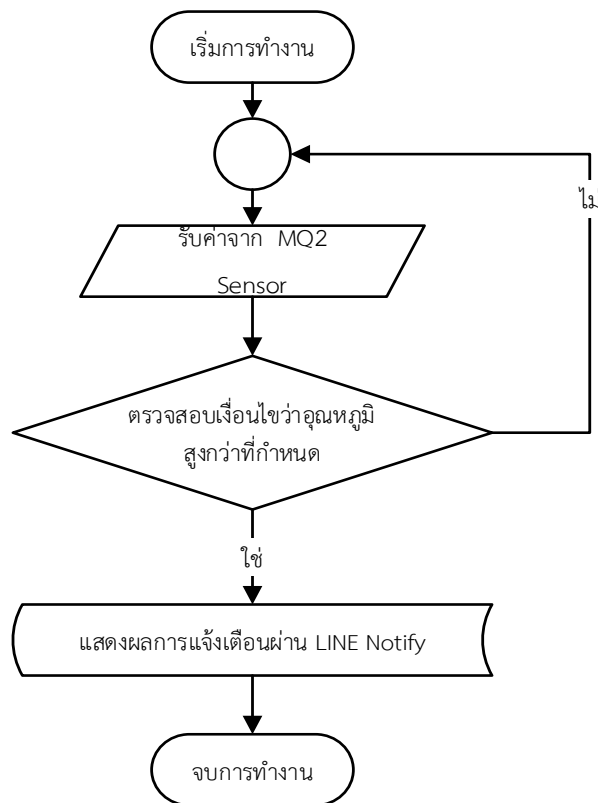 เริ่มการทำงาน
รับค่าจาก MQ2
Sensor
ตรวจสอบเงื่อนไขว่าอุณหภูมิ
สูงกว่าที่กำหนด
ไม่
ใช่
แสดงผลการแจ้งเตือนผ่าน LINE Notify
จบการทำงาน